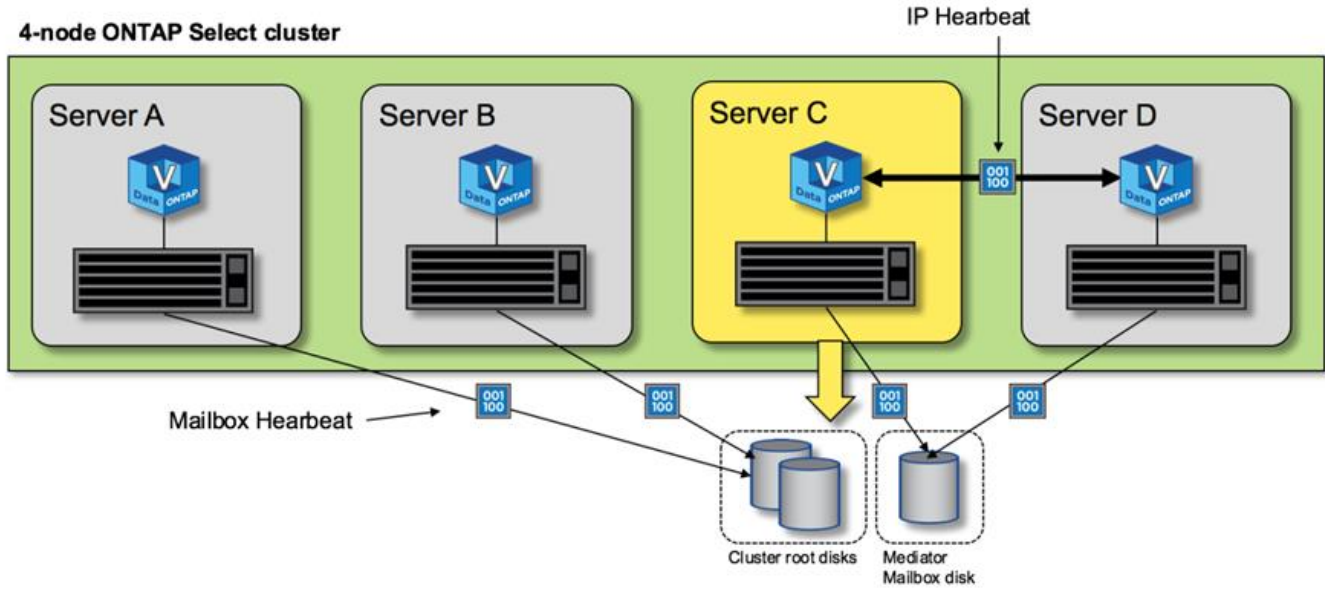 IP Hearbeat
4-node ONTAP Select cluster
Server A
Server B
Server C
Server D
V
Data ONTAP
V
Data ONTAP
V
Data ONTAP
V
Data ONTAP
001
100
001
100
001
100
001
100
001
100
Mailbox Hearbeat
Cluster root disks
Mediator
Mailbox disk